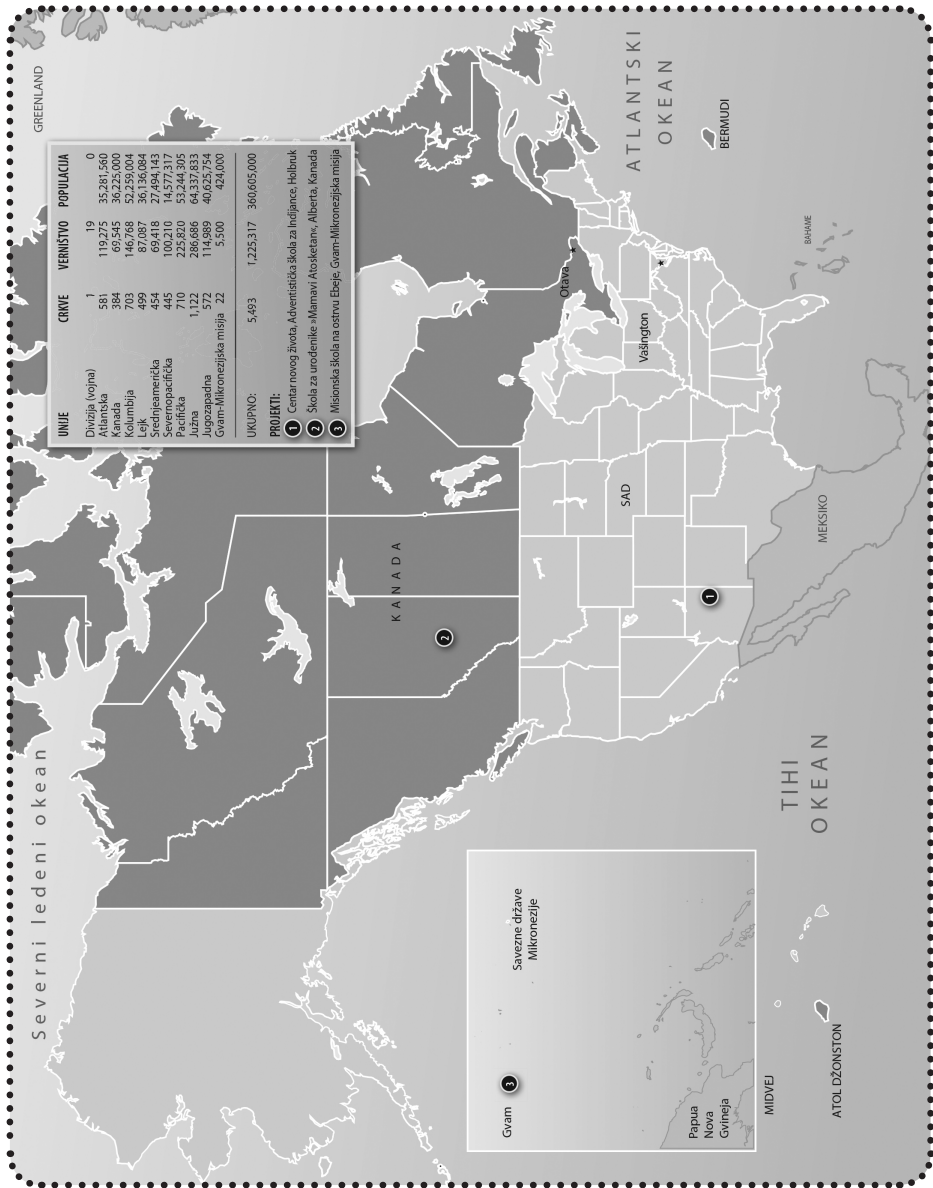 Severni ledeni okean
GREENLAND
UNIJE CRKVE VERNIŠTVO POPULACIJA
Divizija (vojna) 1 19 0
Atlantska 581 119,275 35,281,560
Kanada 384 69,545 36,225,000
Kolumbija 703 146,768 52,259,004
Lejk 499 87,087 36,136,084
Srednjeamerička 454 69,418 27,494,143
Severnopacifička 445 100,210 14,577,317
Pacifička 710 225,820 53,244,305
Južna 1,122 286,686 64,337,833
Jugozapadna 572 114,989 40,625,754
Gvam-Mikronezijska misija 22 5,500 424,000
UKUPNO: 5,493 1,225,317 360,605,000
PROJEKTI:
1 Centar novog života, Adventistička škola za Indijance, Holbruk
2 Škola za urođenike »Mamavi Atosketan«, Alberta, Kanada
3 Misionska škola na ostrvu Ebeje, Gvam-Mikronezijska misija
KANADA
2
Otava
Vašington
SAD
1
MEKSIKO
ATLANTSKI
OKEAN
BERMUDI
BAHAME
TIHI
OKEAN
Gvam
3
Savezne države
Mikronezije
Papua
Nova
Gvineja
MIDVEJ
ATOL DŽONSTON